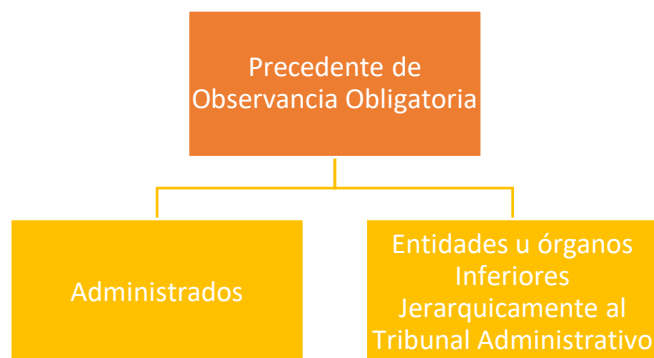 Precedente de
Observancia Obligatoria
Administrados
Entidades u órganos
Inferiores
Jerarquicamente al
Tribunal Administrativo